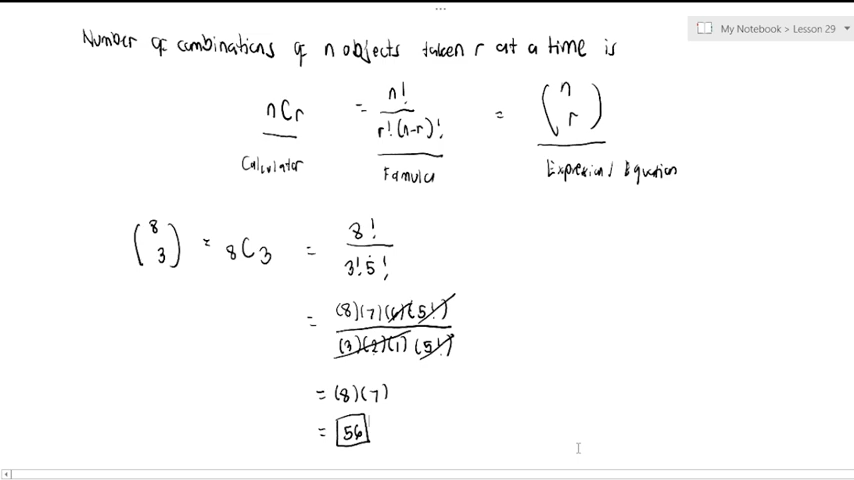 My Notebook > Lesson 29
Number of combinations of n objects taken r at a time is
nCr = n! / r!(n-r)! = (n r)
Calculator Formula Expression / Equation
(8 3) = 8C3 = 8! / 3!5!
= (8)(7)(6)(5!) / (3)(2)(1)(5!)
= (8)(7)
= 56